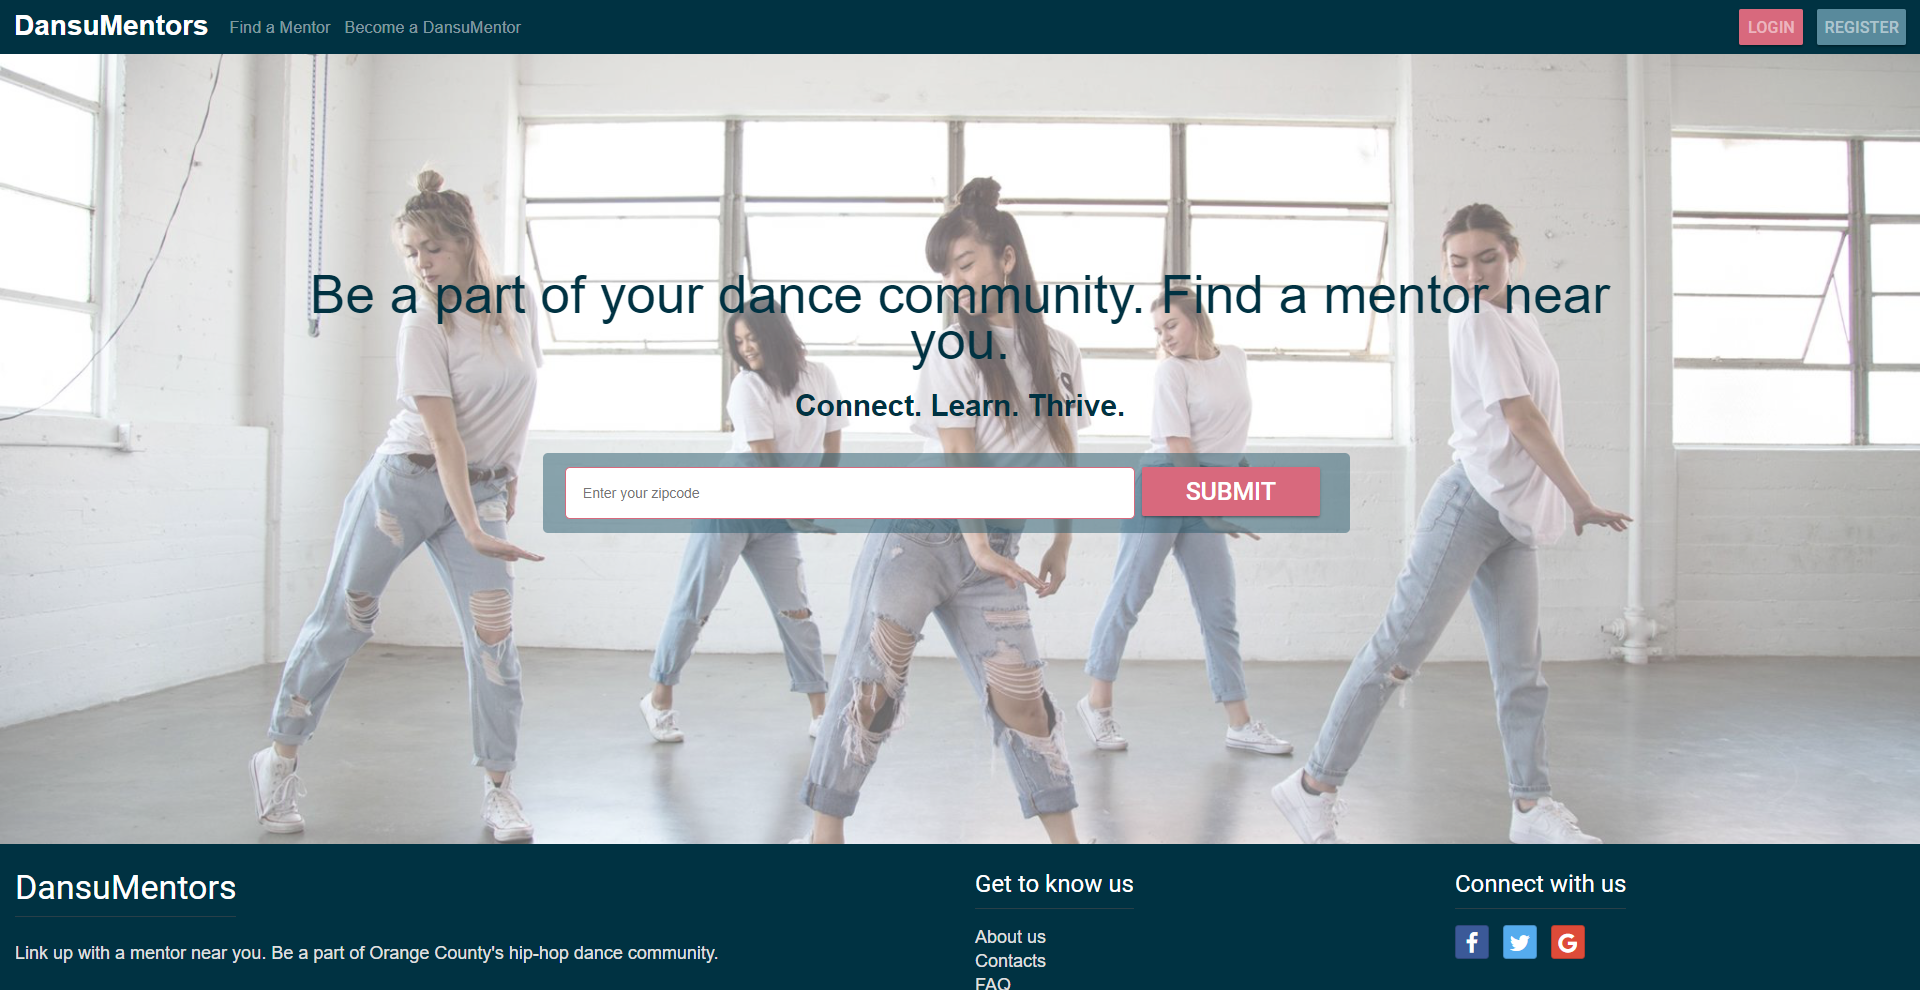 DansuMentors
Find a Mentor
Become a DansuMentor
LOGIN
REGISTER
Be a part of your dance community. Find a mentor near
you.
Connect. Learn. Thrive.
Enter your zipcode
SUBMIT
DansuMentors
Link up with a mentor near you. Be a part of Orange County's hip-hop dance community.
Get to know us
About us
Contacts
FAQ
Connect with us